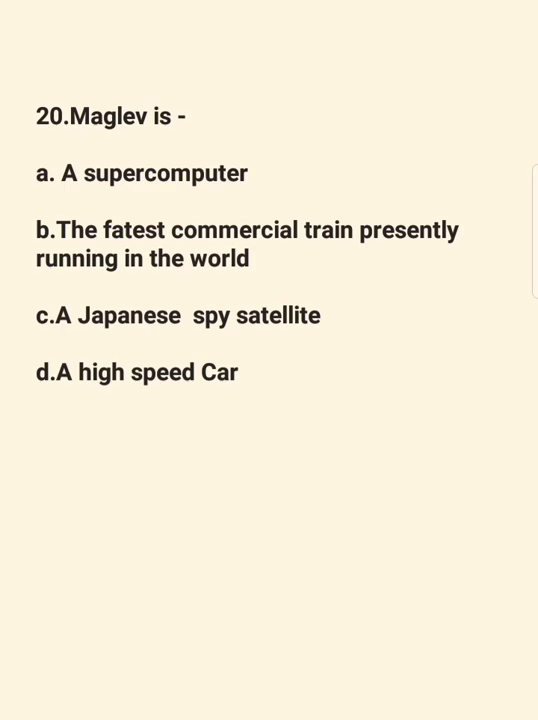 20.Maglev is -
a. A supercomputer
b.The fatest commercial train presently
running in the world
c.A Japanese  spy satellite
d.A high speed Car